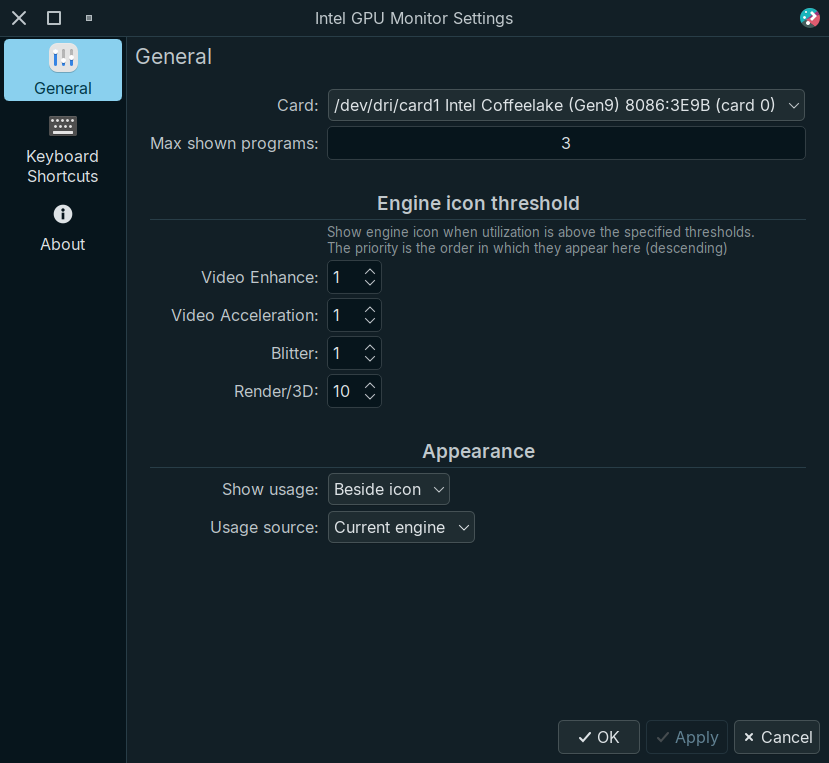 Intel GPU Monitor Settings
General
Keyboard
Shortcuts
About
General
Card: /dev/dri/card1 Intel Coffeelake (Gen9) 8086:3E9B (card 0)
Max shown programs: 3
Engine icon threshold
Show engine icon when utilization is above the specified thresholds.
The priority is the order in which they appear here (descending)
Video Enhance: 1
Video Acceleration: 1
Blitter: 1
Render/3D: 10
Appearance
Show usage: Beside icon
Usage source: Current engine
OK Apply Cancel